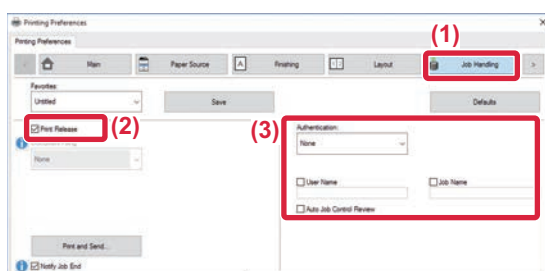 Printing Preferences
X
Printing Preferences
(1)
< Main Paper Source A Finishing Layout Job Handling >
Favorites:
Untitled Save Defaults
Print Release (2)
(3) Authentication:
None
None
User Name Job Name
Auto Job Control Review
Print and Send...
Notify Job End